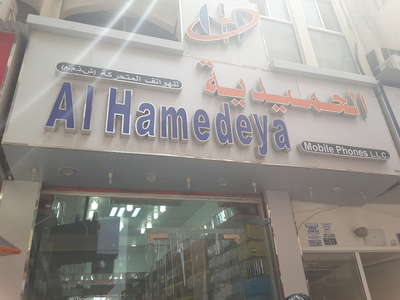 الحميدية
للهواتف المتحركة (ش.ذ.م.م)
Al Hamedeya
Mobile Phones L.L.C